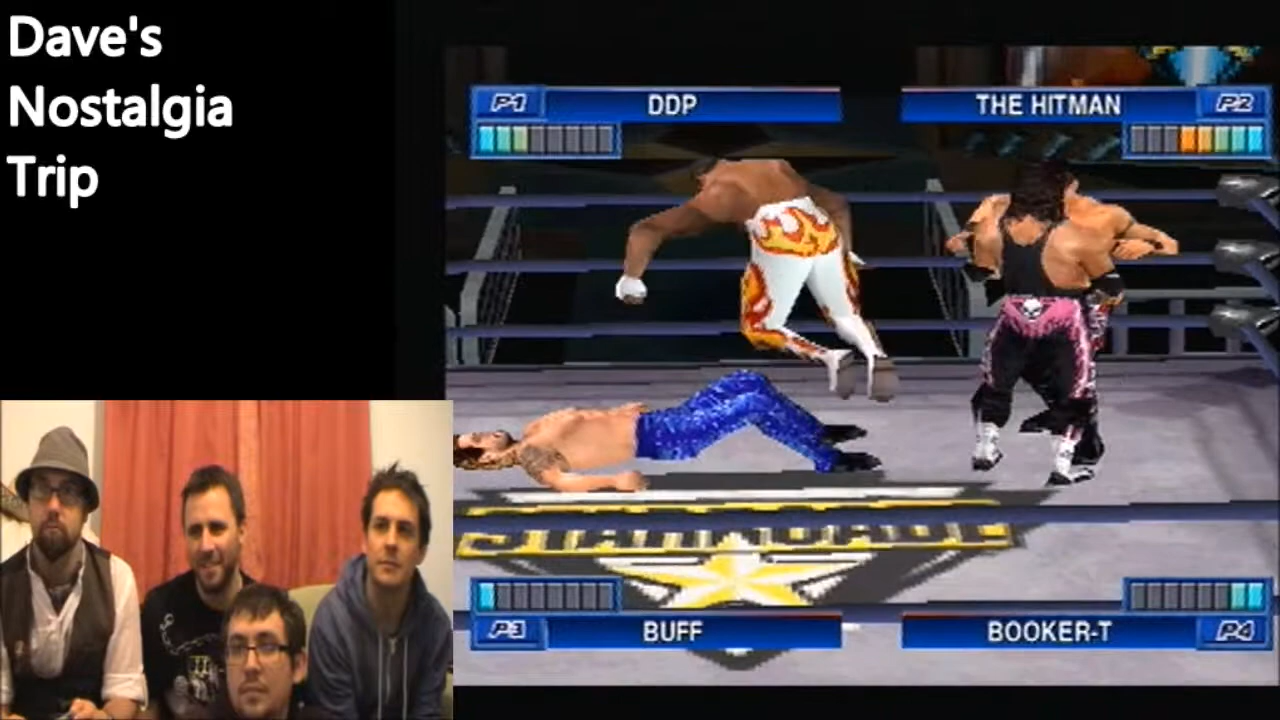 Dave's
Nostalgia
Trip
P1 DDP
THE HITMAN P2
P3 BUFF
BOOKER-T P4